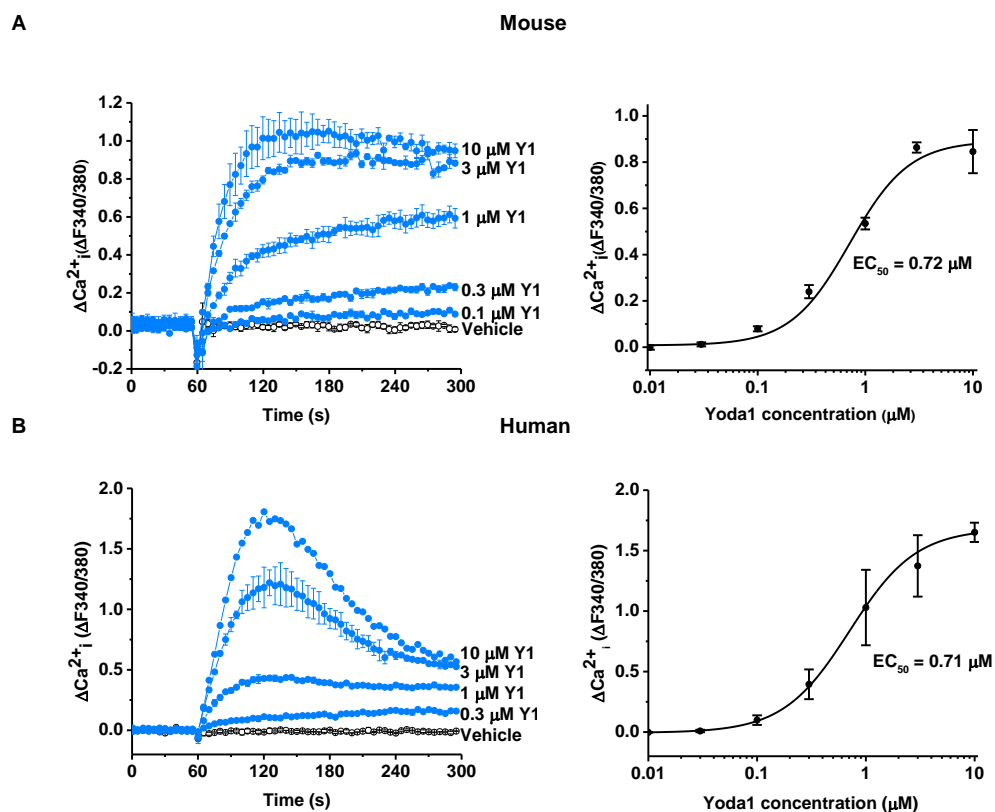 A
Mouse
ΔCa²⁺ᵢ(ΔF340/380)
1.2
1.0
0.8
0.6
0.4
0.2
0.0
-0.2
0
60
120
180
240
300
Time (s)
10 μM Y1
3 μM Y1
1 μM Y1
0.3 μM Y1
0.1 μM Y1
Vehicle
ΔCa²⁺ᵢ(ΔF340/380)
0.8
0.6
0.4
0.2
0.0
0.01
0.1
1
10
Yoda1 concentration (μM)
EC₅₀ = 0.72 μM
B
Human
ΔCa²⁺ᵢ (ΔF340/380)
2.0
1.5
1.0
0.5
0.0
0
60
120
180
240
300
Time (s)
10 μM Y1
3 μM Y1
1 μM Y1
0.3 μM Y1
Vehicle
ΔCa²⁺ᵢ (ΔF340/380)
2.0
1.5
1.0
0.5
0.0
0.01
0.1
1
10
Yoda1 concentration (μM)
EC₅₀ = 0.71 μM